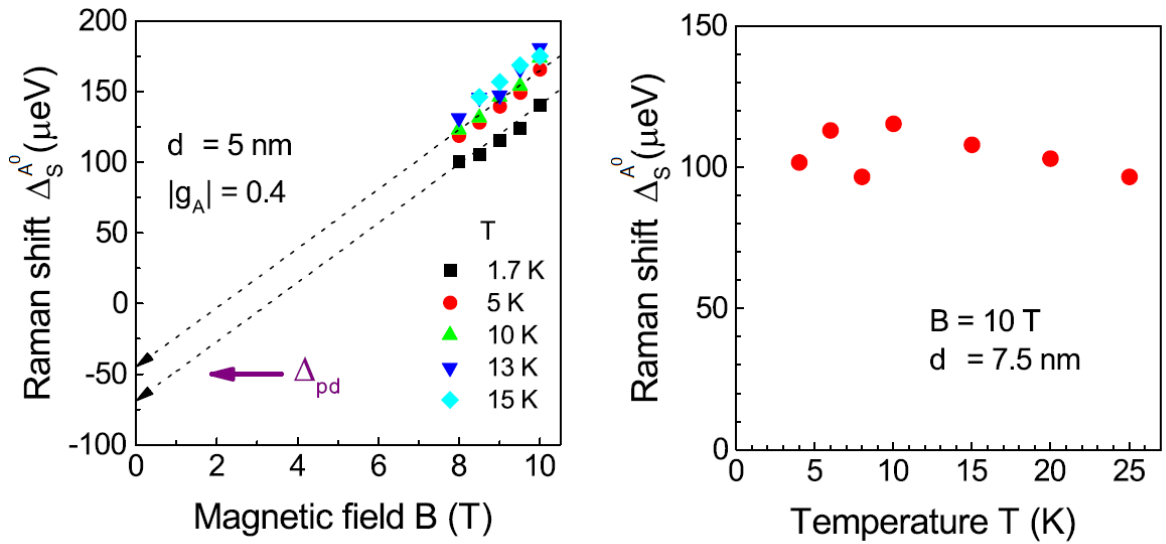 200
150
100
50
0
-50
-100
Raman shift Δ_S^{A^0} (μeV)
d = 5 nm
|g_A| = 0.4
T
1.7 K
5 K
10 K
13 K
15 K
Δ_pd
0 2 4 6 8 10
Magnetic field B (T)
150
100
50
0
Raman shift Δ_S^{A^0} (μeV)
B = 10 T
d = 7.5 nm
0 5 10 15 20 25
Temperature T (K)